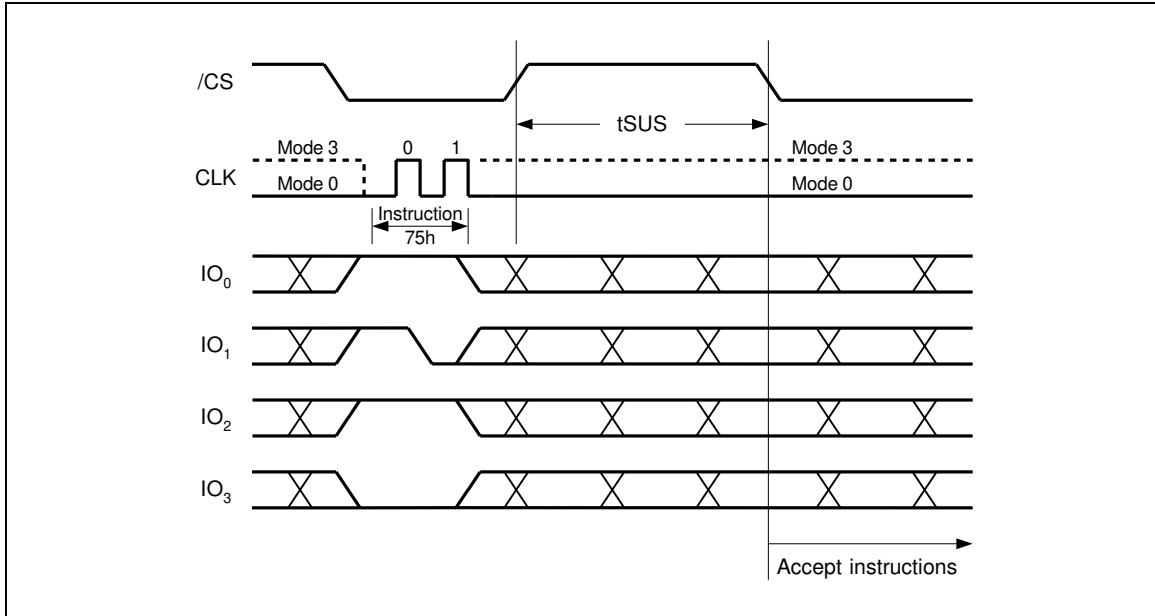 /CS
tSUS
Mode 3 0 1 Mode 3
CLK
Mode 0 Mode 0
Instruction
75h
IO0
IO1
IO2
IO3
Accept instructions